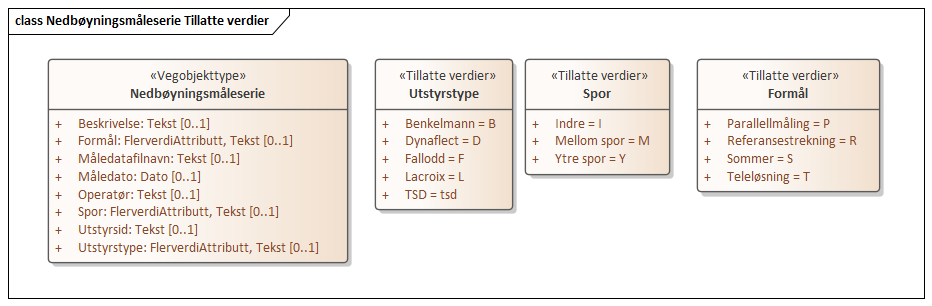 class Nedbøyningsmåleserie Tillatte verdier
«Vegobjekttype»
Nedbøyningsmåleserie
+ Beskrivelse: Tekst [0..1]
+ Formål: FlerverdiAttributt, Tekst [0..1]
+ Måledatafilnavn: Tekst [0..1]
+ Måledato: Dato [0..1]
+ Operatør: Tekst [0..1]
+ Spor: FlerverdiAttributt, Tekst [0..1]
+ Utstyrsid: Tekst [0..1]
+ Utstyrstype: FlerverdiAttributt, Tekst [0..1]
«Tillatte verdier»
Utstyrstype
+ Benkelmann = B
+ Dynaflect = D
+ Fallodd = F
+ Lacroix = L
+ TSD = tsd
«Tillatte verdier»
Spor
+ Indre = I
+ Mellom spor = M
+ Ytre spor = Y
«Tillatte verdier»
Formål
+ Parallellmåling = P
+ Referansestrekning = R
+ Sommer = S
+ Teleløsning = T